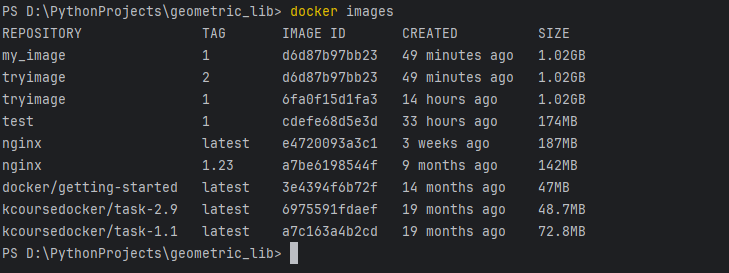 PS D:\PythonProjects\geometric_lib> docker images
REPOSITORY TAG IMAGE ID CREATED SIZE
my_image 1 d6d87b97bb23 49 minutes ago 1.02GB
tryimage 2 d6d87b97bb23 49 minutes ago 1.02GB
tryimage 1 6fa0f15d1fa3 14 hours ago 1.02GB
test 1 cdefe68d5e3d 33 hours ago 174MB
nginx latest e4720093a3c1 3 weeks ago 187MB
nginx 1.23 a7be6198544f 9 months ago 142MB
docker/getting-started latest 3e4394f6b72f 14 months ago 47MB
kcoursedocker/task-2.9 latest 6975591fdaef 19 months ago 48.7MB
kcoursedocker/task-1.1 latest a7c163a4b2cd 19 months ago 72.8MB
PS D:\PythonProjects\geometric_lib>